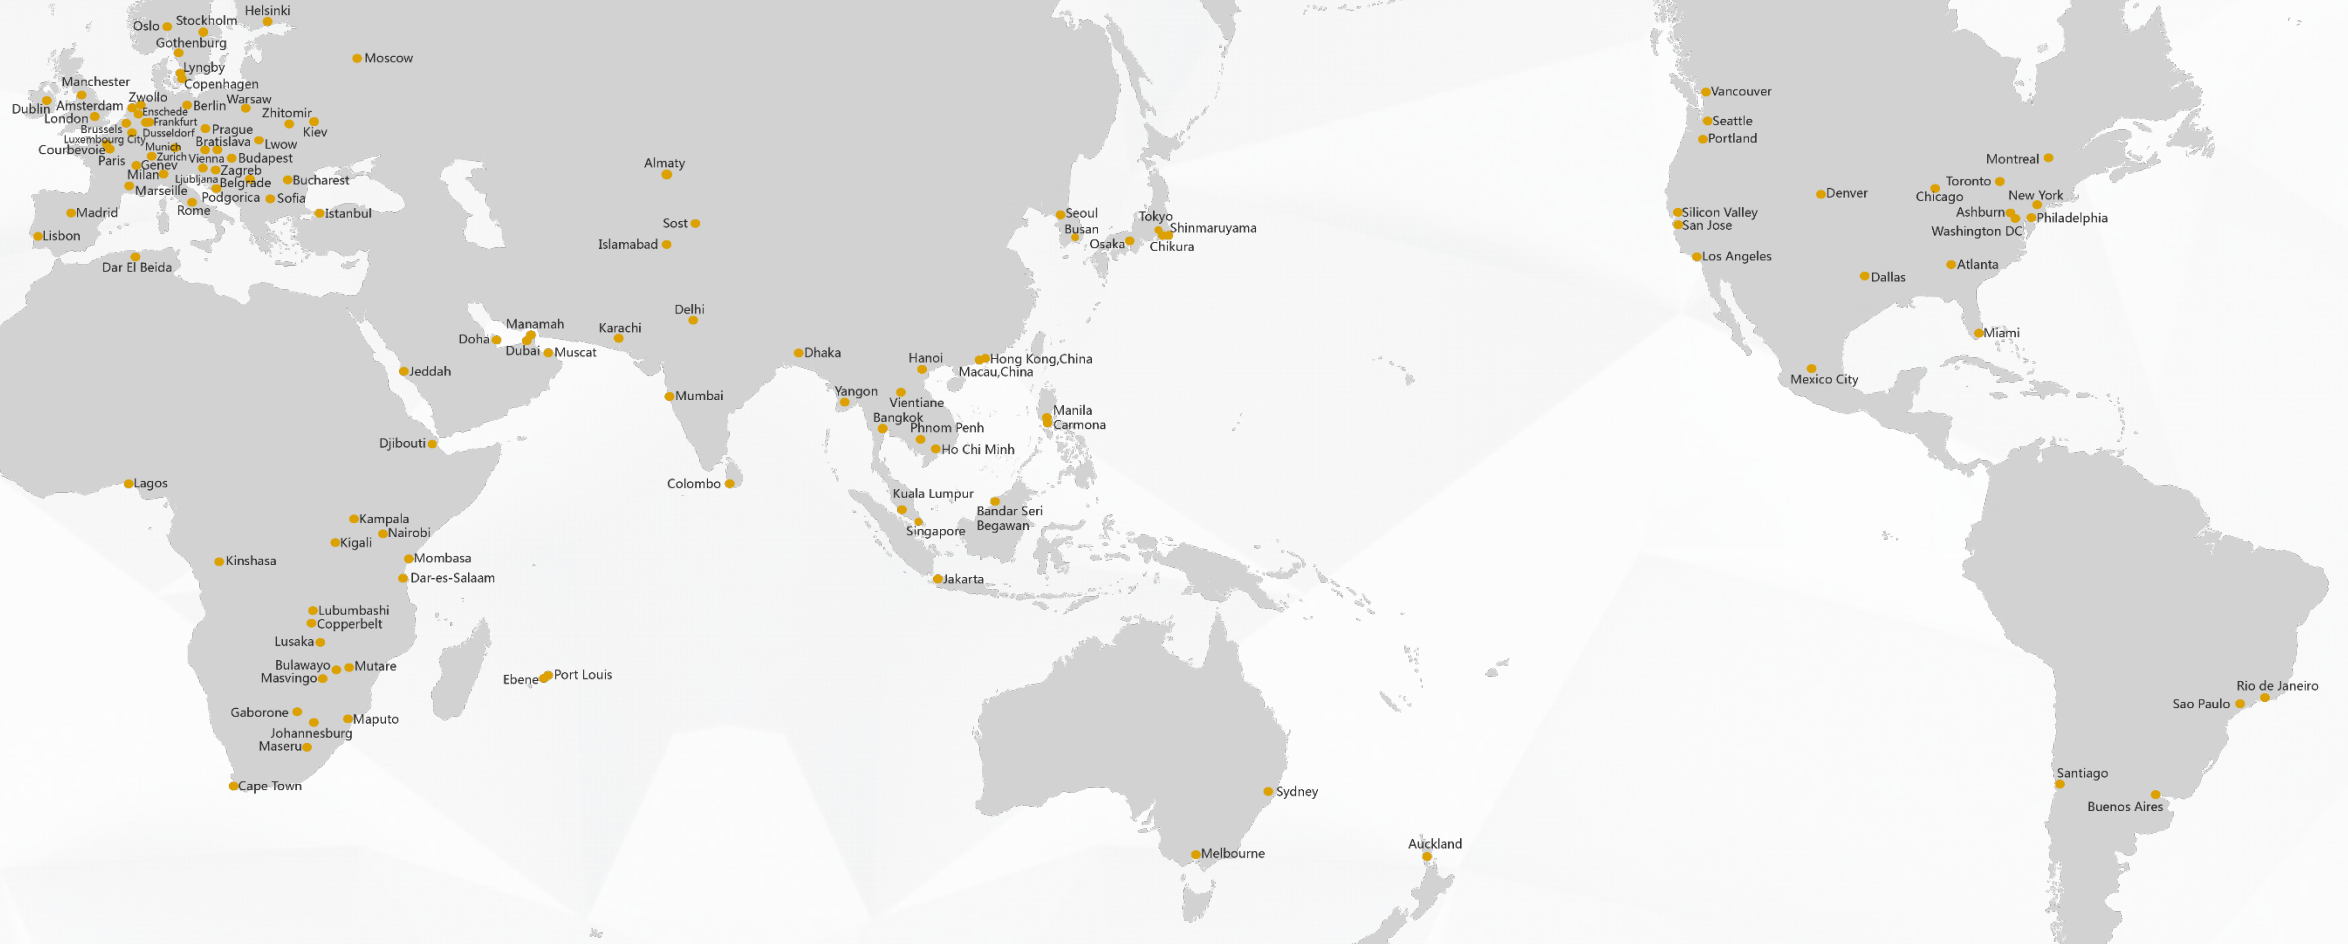 Helsinki
Stockholm
Oslo
Gothenburg
Moscow
Lyngby
Manchester
Copenhagen
Zwollo
Warsaw
Dublin
Amsterdam
Berlin
Enschede
Zhitomir
London
Frankfurt
Brussels
Dusseldorf
Prague
Kiev
Luxembourg City
Bratislava
Lwow
Courbevoie
Munich
Zurich
Vienna
Budapest
Paris
Genev
Zagreb
Milan
Ljubljana
Belgrade
Bucharest
Marseille
Podgorica
Sofia
Rome
Madrid
Istanbul
Lisbon
Dar El Beida
Almaty
Sost
Islamabad
Delhi
Manamah
Karachi
Doha
Dubai
Muscat
Dhaka
Jeddah
Mumbai
Djibouti
Colombo
Seoul
Busan
Tokyo
Shinmaruyama
Osaka
Chikura
Hanoi
Hong Kong,China
Macau,China
Yangon
Vientiane
Bangkok
Phnom Penh
Manila
Carmona
Ho Chi Minh
Kuala Lumpur
Bandar Seri
Begawan
Singapore
Jakarta
Lagos
Kampala
Nairobi
Kigali
Kinshasa
Mombasa
Dar-es-Salaam
Lubumbashi
Copperbelt
Lusaka
Bulawayo
Mutare
Masvingo
Ebene
Port Louis
Gaborone
Maputo
Johannesburg
Maseru
Cape Town
Sydney
Melbourne
Auckland
Vancouver
Seattle
Portland
Montreal
Toronto
Denver
Chicago
New York
Silicon Valley
Ashburn
Philadelphia
San Jose
Washington DC
Los Angeles
Atlanta
Dallas
Miami
Mexico City
Rio de Janeiro
Sao Paulo
Santiago
Buenos Aires